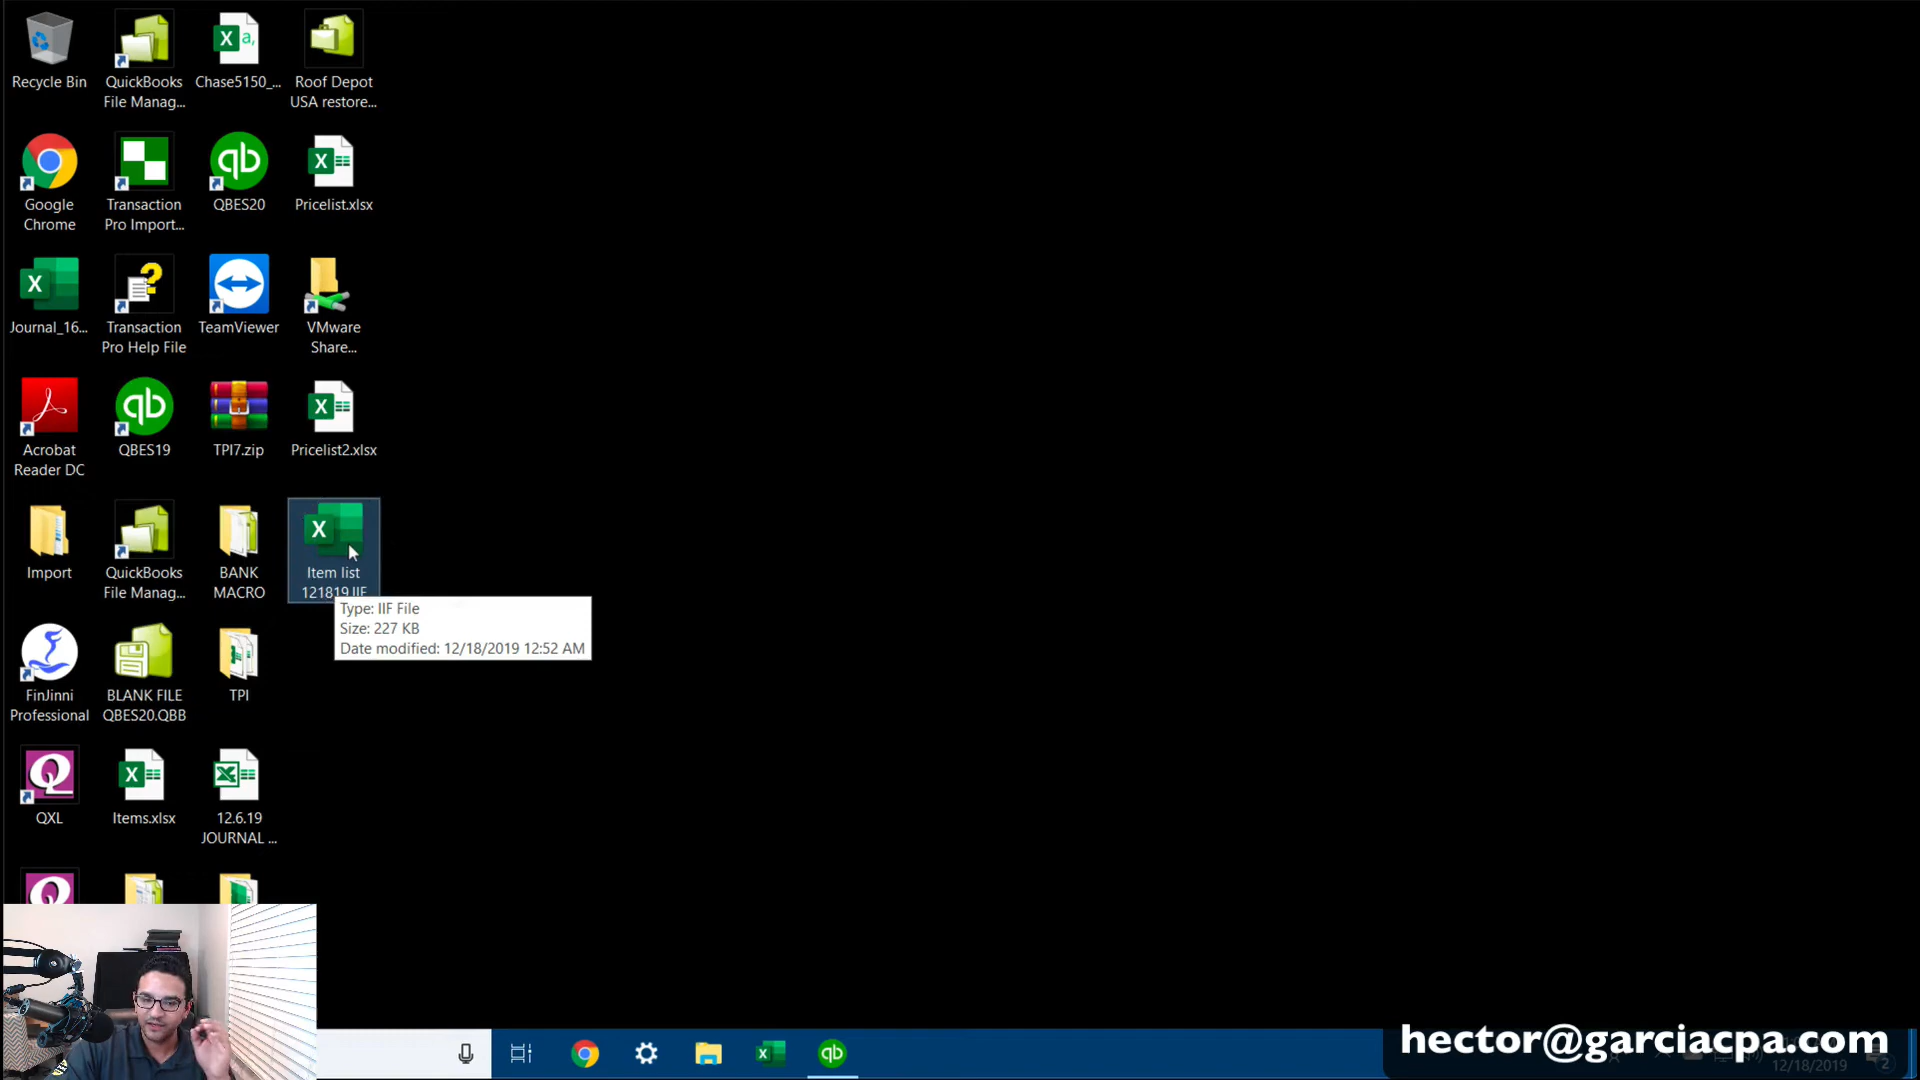 Recycle Bin
QuickBooks
File Manag...
Chase5150_...
Roof Depot
USA restore...
Google
Chrome
Transaction
Pro Import...
QBES20
Pricelist.xlsx
Journal_16...
Transaction
Pro Help File
TeamViewer
VMware
Share...
Acrobat
Reader DC
QBES19
TPI7.zip
Pricelist2.xlsx
Import
QuickBooks
File Manag...
BANK
MACRO
Item list
121819.IIF
Type: IIF File
Size: 227 KB
Date modified: 12/18/2019 12:52 AM
FinJinni
Professional
BLANK FILE
QBES20.QBB
TPI
QXL
Items.xlsx
12.6.19
JOURNAL ...
hector@garciacpa.com
12/18/2019